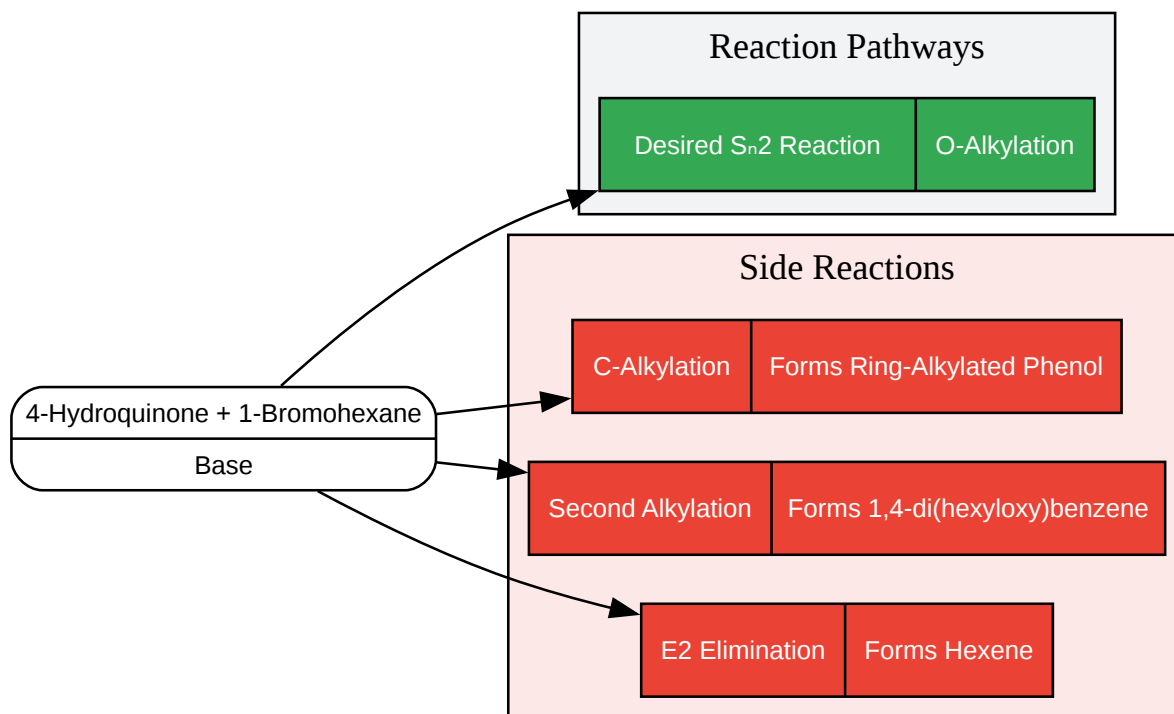 Reaction Pathways
Desired Sₙ2 Reaction
O-Alkylation
Side Reactions
C-Alkylation
Forms Ring-Alkylated Phenol
4-Hydroquinone + 1-Bromohexane
Base
Second Alkylation
Forms 1,4-di(hexyloxy)benzene
E2 Elimination
Forms Hexene